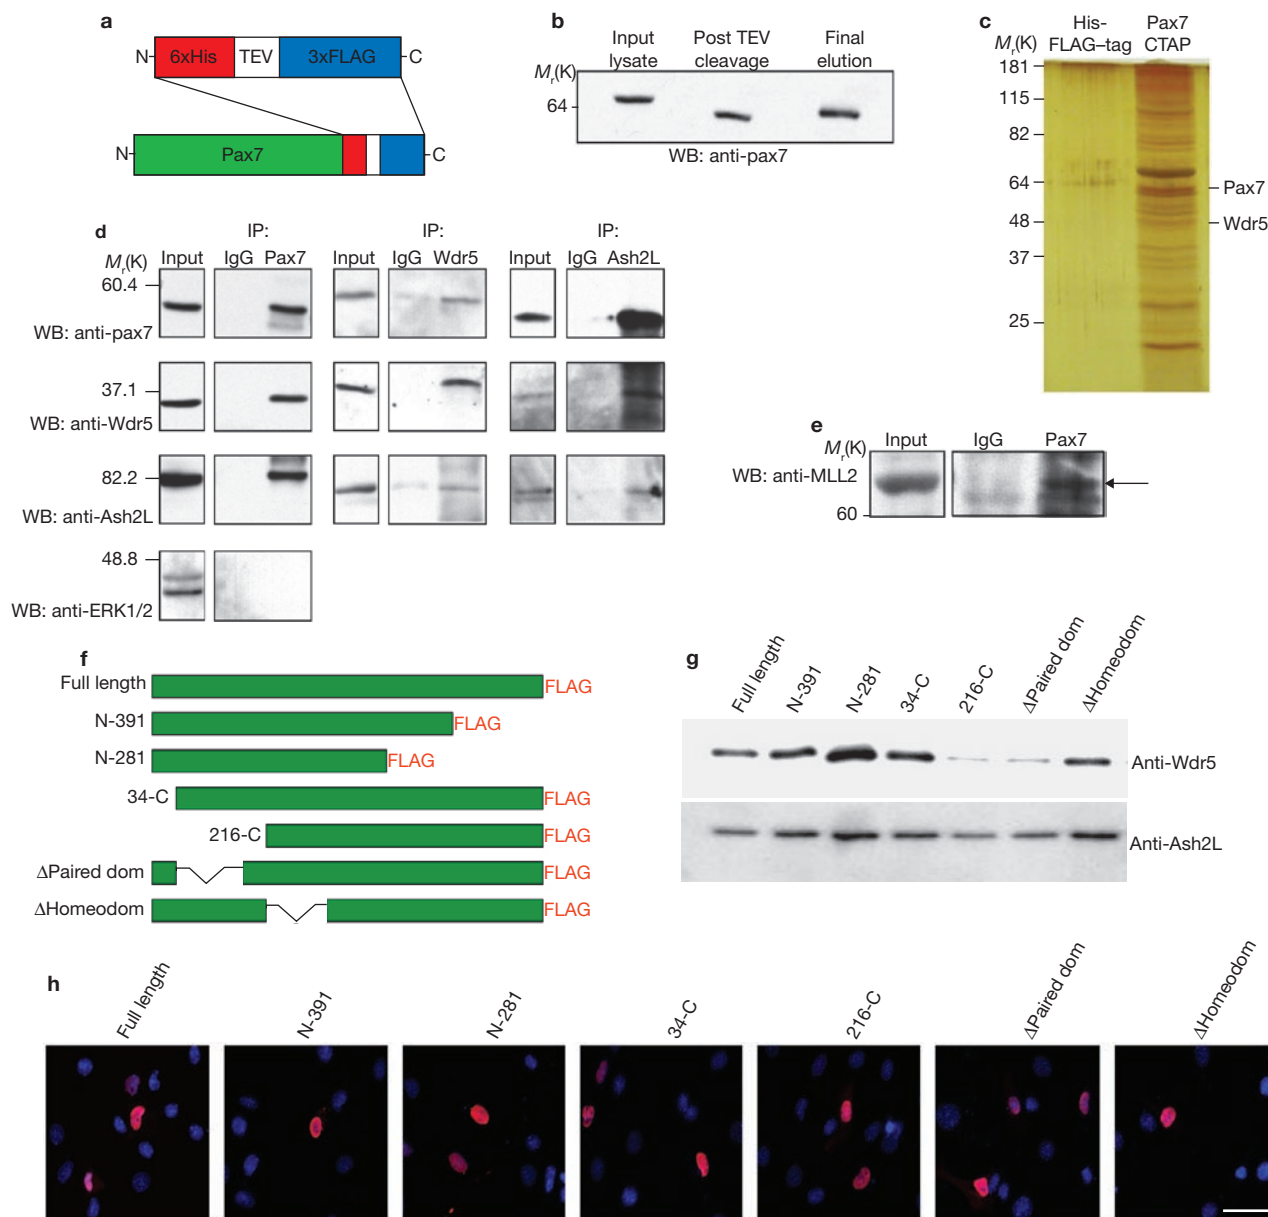 a
N 6xHis TEV 3xFLAG C
N Pax7 C
b
Input lysate
Post TEV cleavage
Final elution
Mr(K)
64
WB: anti-pax7
c
His-FLAG–tag
Pax7 CTAP
Mr(K)
181
115
82
64
48
37
25
Pax7
Wdr5
d
IP:
IP:
IP:
Mr(K)
Input IgG Pax7
Input IgG Wdr5
Input IgG Ash2L
60.4
WB: anti-pax7
37.1
WB: anti-Wdr5
82.2
WB: anti-Ash2L
48.8
WB: anti-ERK1/2
e
Mr(K)
Input IgG Pax7
WB: anti-MLL2
60
f
Full length FLAG
N-391 FLAG
N-281 FLAG
34-C FLAG
216-C FLAG
ΔPaired dom FLAG
ΔHomeodom FLAG
g
Full length
N-391
N-281
34-C
216-C
ΔPaired dom
ΔHomeodom
Anti-Wdr5
Anti-Ash2L
h
Full length
N-391
N-281
34-C
216-C
ΔPaired dom
ΔHomeodom